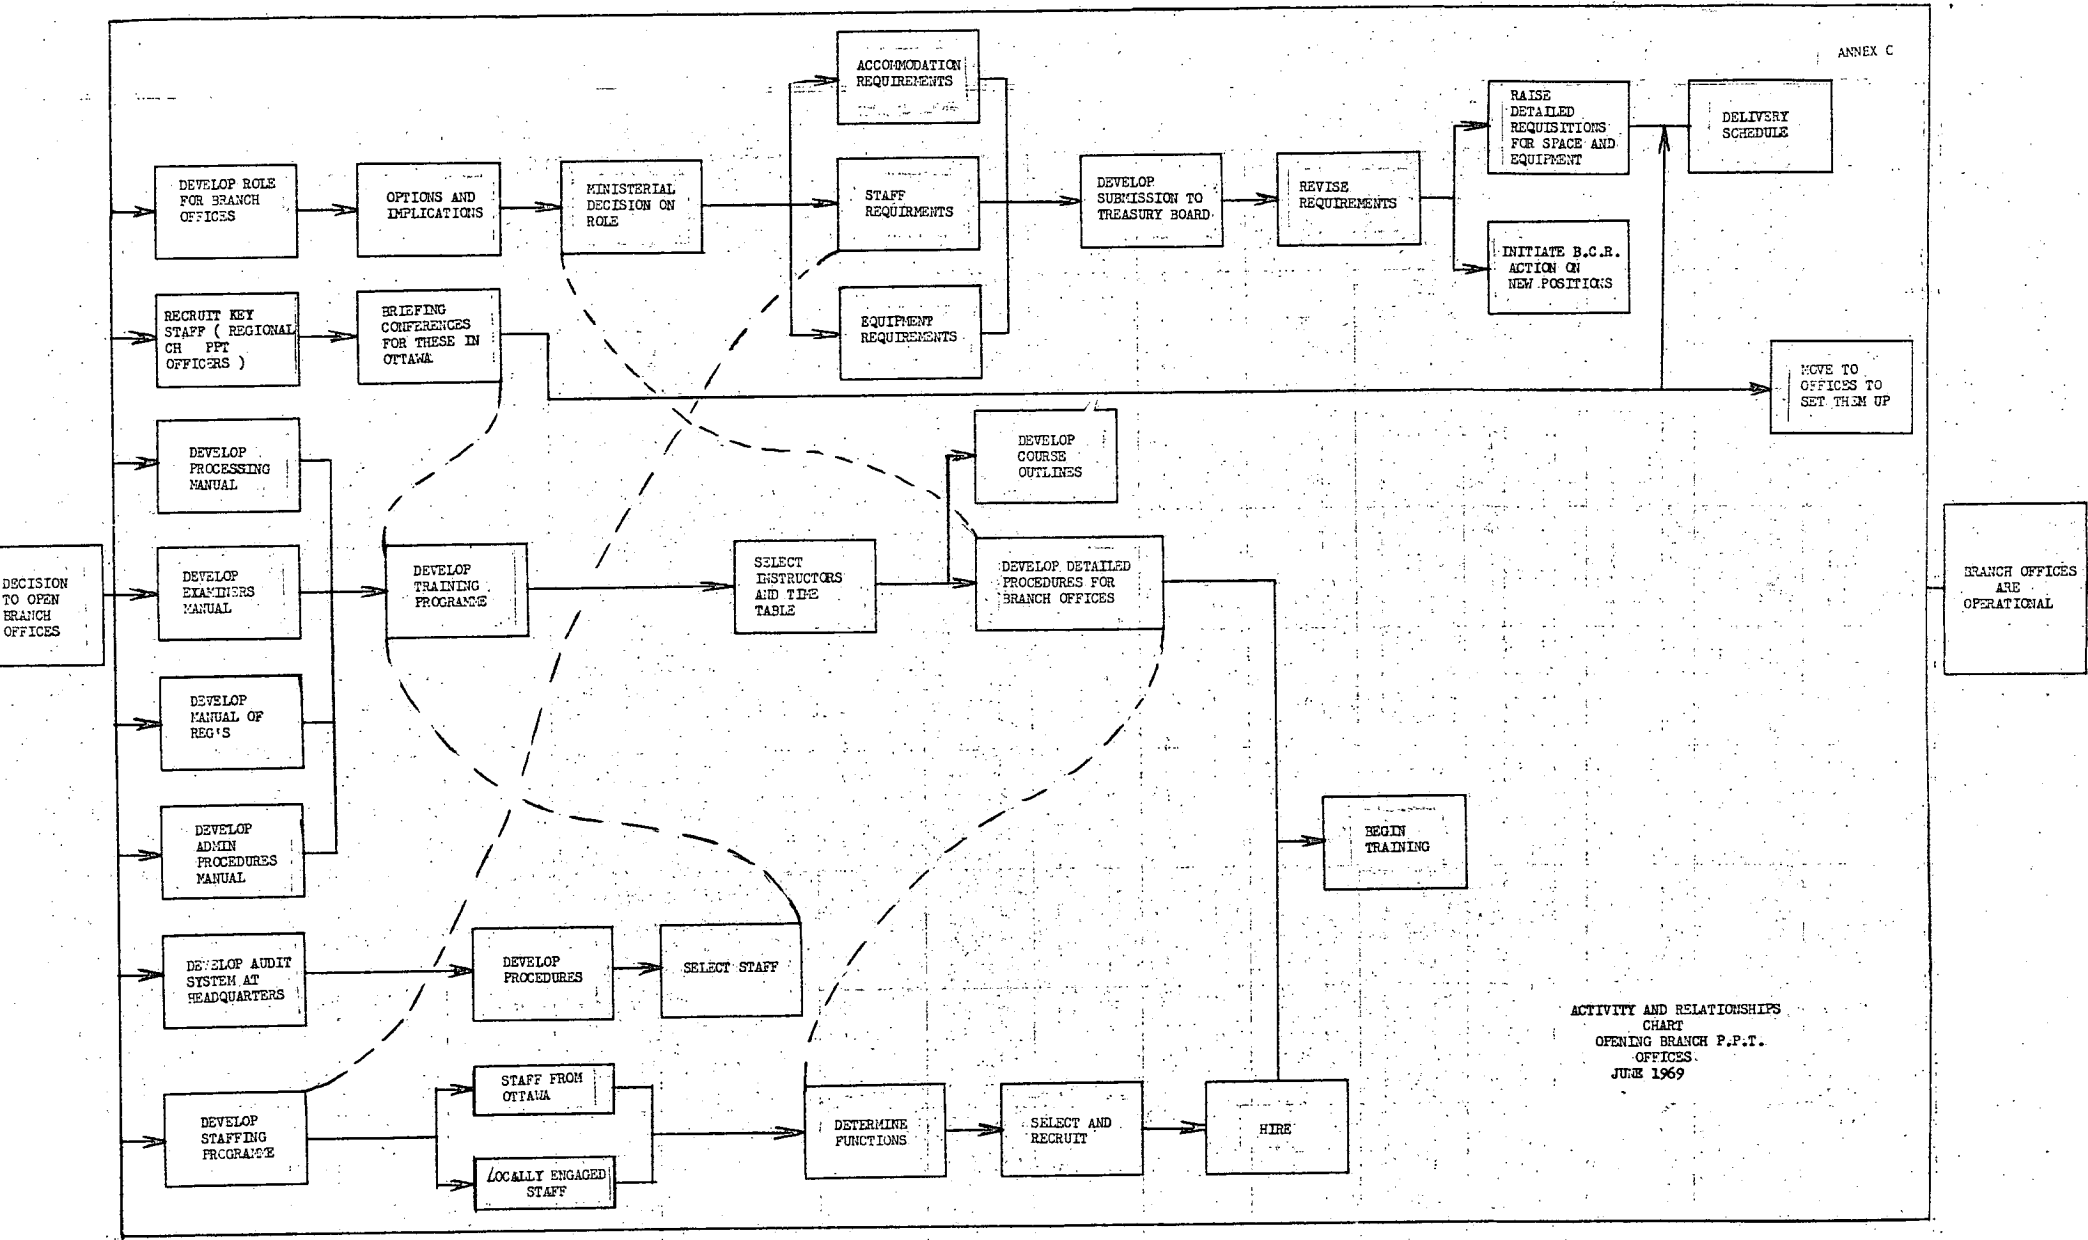 ANNEX C
ACCOMMODATION
REQUIREMENTS
RAISE
DETAILED
REQUISITIONS
FOR SPACE AND
EQUIPMENT
DELIVERY
SCHEDULE
DEVELOP ROLE
FOR BRANCH
OFFICES
OPTIONS AND
IMPLICATIONS
MINISTERIAL
DECISION ON
ROLE
STAFF
REQUIRMENTS
DEVELOP
SUBMISSION TO
TREASURY BOARD
REVISE
REQUIREMENTS
INITIATE B.C.R.
ACTION ON
NEW POSITIONS
RECRUIT KEY
STAFF ( REGIONAL
CH PPT
OFFICERS )
BRIEFING
CONFERENCES
FOR THESE IN
OTTAWA
EQUIPMENT
REQUIREMENTS
MOVE TO
OFFICES TO
SET THEM UP
DEVELOP
PROCESSING
MANUAL
DEVELOP
COURSE
OUTLINES
DECISION
TO OPEN
BRANCH
OFFICES
DEVELOP
EXAMINERS
MANUAL
DEVELOP
TRAINING
PROGRAMME
SELECT
INSTRUCTORS
AND TIME
TABLE
DEVELOP DETAILED
PROCEDURES FOR
BRANCH OFFICES
BRANCH OFFICES
ARE
OPERATIONAL
DEVELOP
MANUAL OF
REG'S
DEVELOP
ADMIN
PROCEDURES
MANUAL
BEGIN
TRAINING
DEVELOP AUDIT
SYSTEM AT
HEADQUARTERS
DEVELOP
PROCEDURES
SELECT STAFF
ACTIVITY AND RELATIONSHIPS
CHART
OPENING BRANCH P.P.T.
OFFICES
JUNE 1969
DEVELOP
STAFFING
PROGRAMME
STAFF FROM
OTTAWA
LOCALLY ENGAGED
STAFF
DETERMINE
FUNCTIONS
SELECT AND
RECRUIT
HIRE